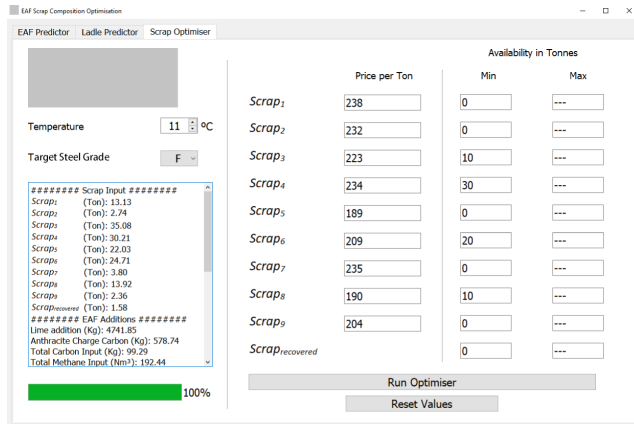 EAF Scrap Composition Optimisation
EAF Predictor Ladle Predictor Scrap Optimiser
Temperature 11 ºC
Target Steel Grade F
######## Scrap Input ########
Scrap1 (Ton): 13.13
Scrap2 (Ton): 2.74
Scrap3 (Ton): 35.08
Scrap4 (Ton): 30.21
Scrap5 (Ton): 22.03
Scrap6 (Ton): 24.71
Scrap7 (Ton): 3.80
Scrap8 (Ton): 13.92
Scrap9 (Ton): 2.36
Scraprecovered (Ton): 1.58
######## EAF Additions ########
Lime addition (Kg): 4741.85
Anthracite Charge Carbon (Kg): 578.74
Total Carbon Input (Kg): 99.29
Total Methane Input (Nm³): 192.44
100%
Availability in Tonnes
Price per Ton Min Max
Scrap1 238 0 ---
Scrap2 232 0 ---
Scrap3 223 10 ---
Scrap4 234 30 ---
Scrap5 189 0 ---
Scrap6 209 20 ---
Scrap7 235 0 ---
Scrap8 190 10 ---
Scrap9 204 0 ---
Scraprecovered 0 ---
Run Optimiser
Reset Values